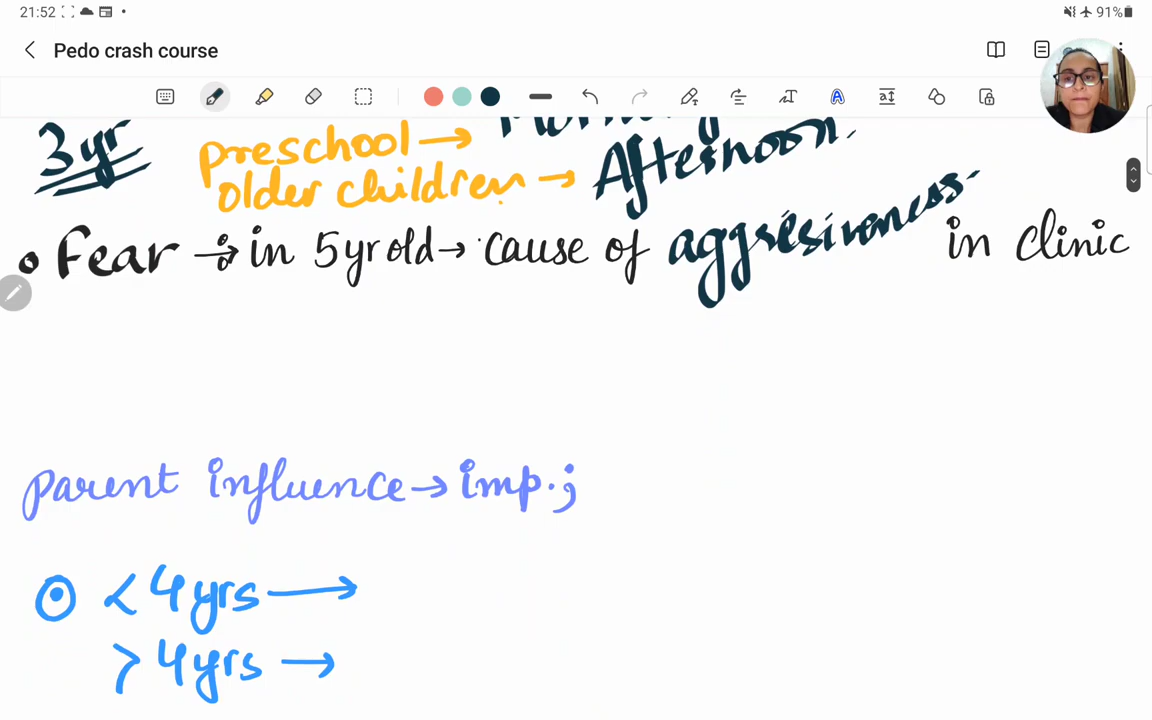 21:52 91%
Pedo crash course
3yr
preschool →
older children → Afternoon.
• Fear → in 5yr old → cause of aggresiveness in clinic
parent influence → imp. ;
< 4yrs →
> 4yrs →